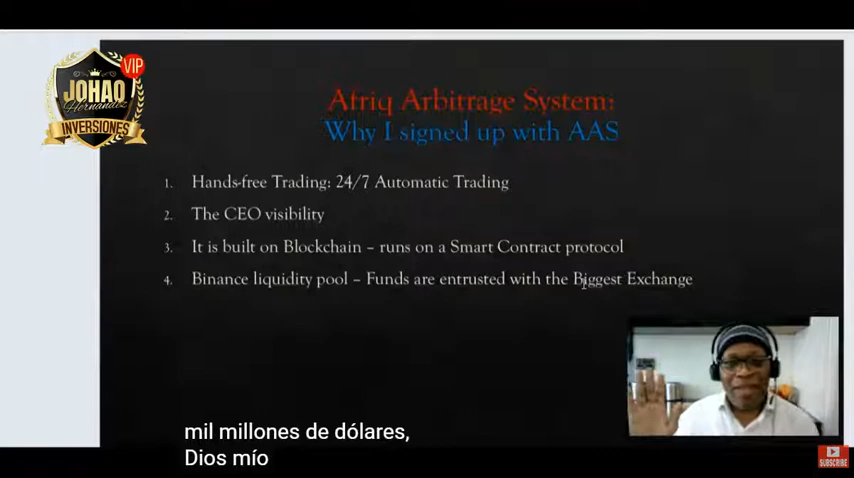 VIP
JOHAO
Hernandez
INVERSIONES
Afriq Arbitrage System:
Why I signed up with AAS
1. Hands-free Trading: 24/7 Automatic Trading
2. The CEO visibility
3. It is built on Blockchain – runs on a Smart Contract protocol
4. Binance liquidity pool – Funds are entrusted with the Biggest Exchange
mil millones de dólares,
Dios mío
SUBSCRIBE